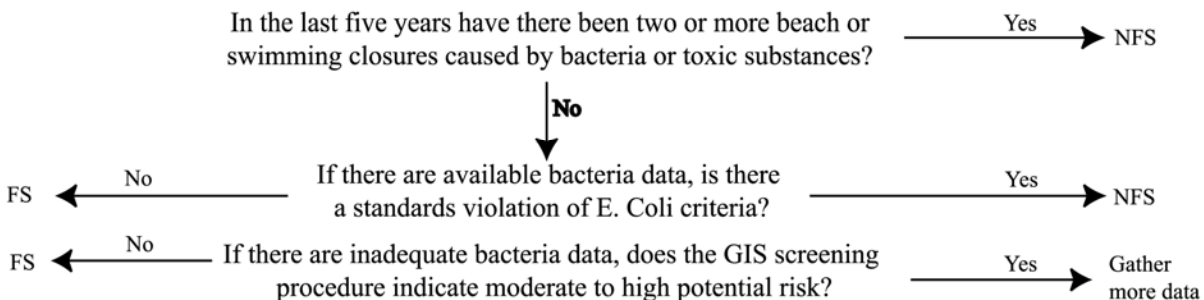 In the last five years have there been two or more beach or
swimming closures caused by bacteria or toxic substances?
Yes
NFS
No
FS
No
If there are available bacteria data, is there
a standards violation of E. Coli criteria?
Yes
NFS
FS
No
If there are inadequate bacteria data, does the GIS screening
procedure indicate moderate to high potential risk?
Yes
Gather
more data